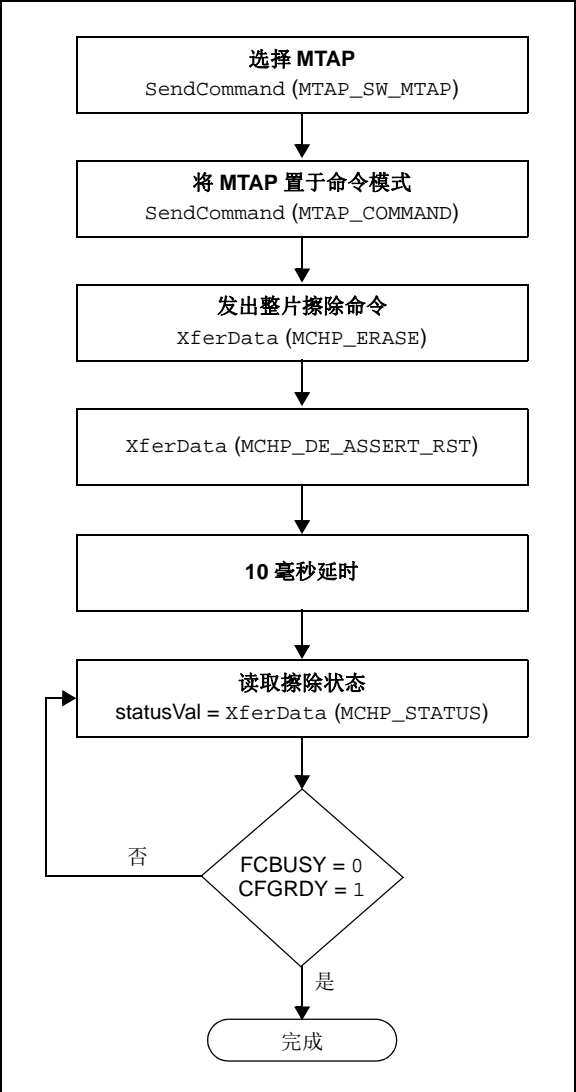 选择 MTAP
SendCommand (MTAP_SW_MTAP)
将 MTAP 置于命令模式
SendCommand (MTAP_COMMAND)
发出整片擦除命令
XferData (MCHP_ERASE)
XferData (MCHP_DE_ASSERT_RST)
10 毫秒延时
读取擦除状态
statusVal = XferData (MCHP_STATUS)
否
FCBUSY = 0
CFGRDY = 1
是
完成